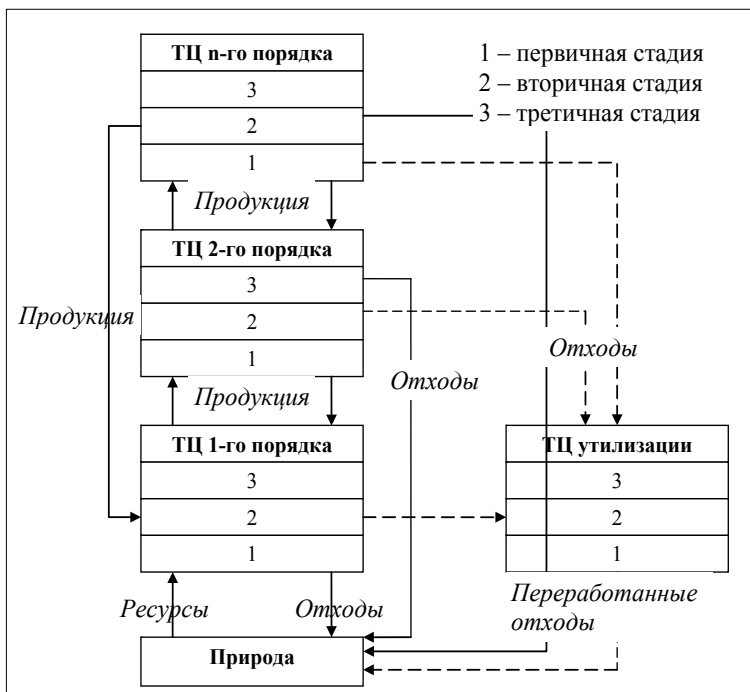 ТЦ n-го порядка
3
2
1
1 – первичная стадия
2 – вторичная стадия
3 – третичная стадия
Продукция
ТЦ 2-го порядка
3
2
1
Продукция
Отходы
Отходы
Продукция
ТЦ 1-го порядка
3
2
1
ТЦ утилизации
3
2
1
Ресурсы
Отходы
Переработанные
отходы
Природа